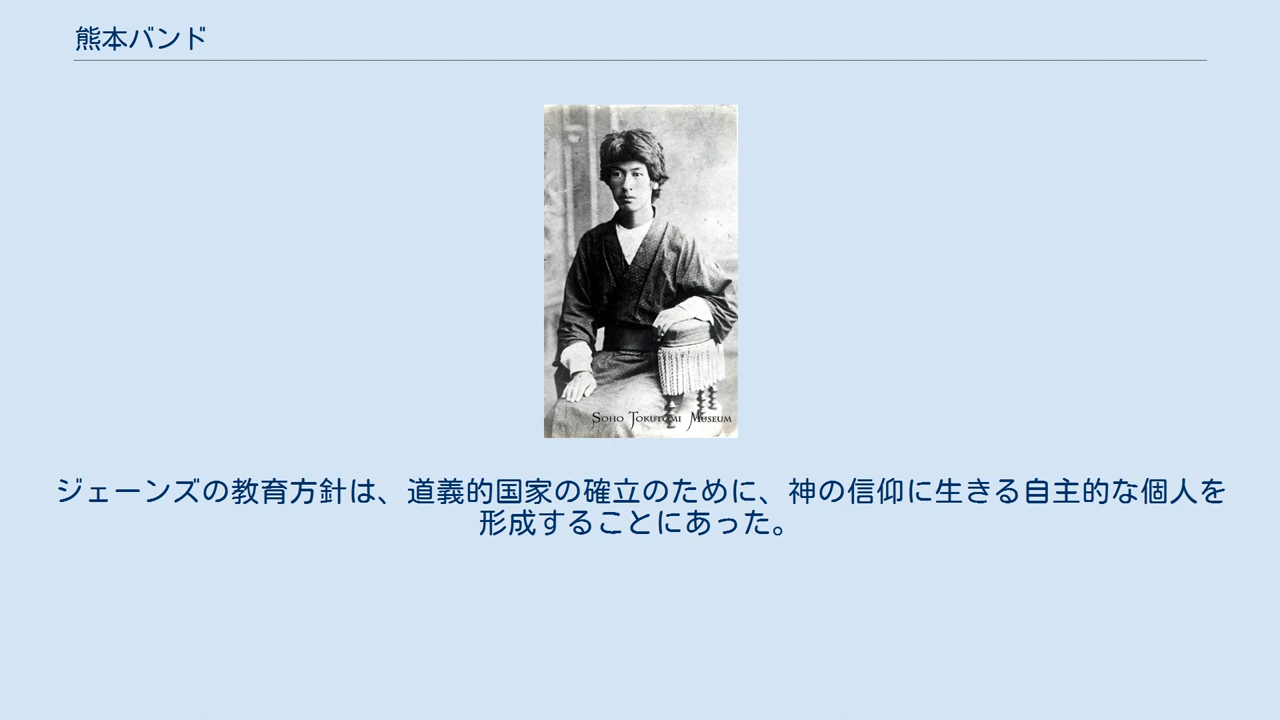 熊本バンド
Soho Tokutomi Museum
ジェーンズの教育方針は、道義的国家の確立のために、神の信仰に生きる自主的な個人を
形成することにあった。